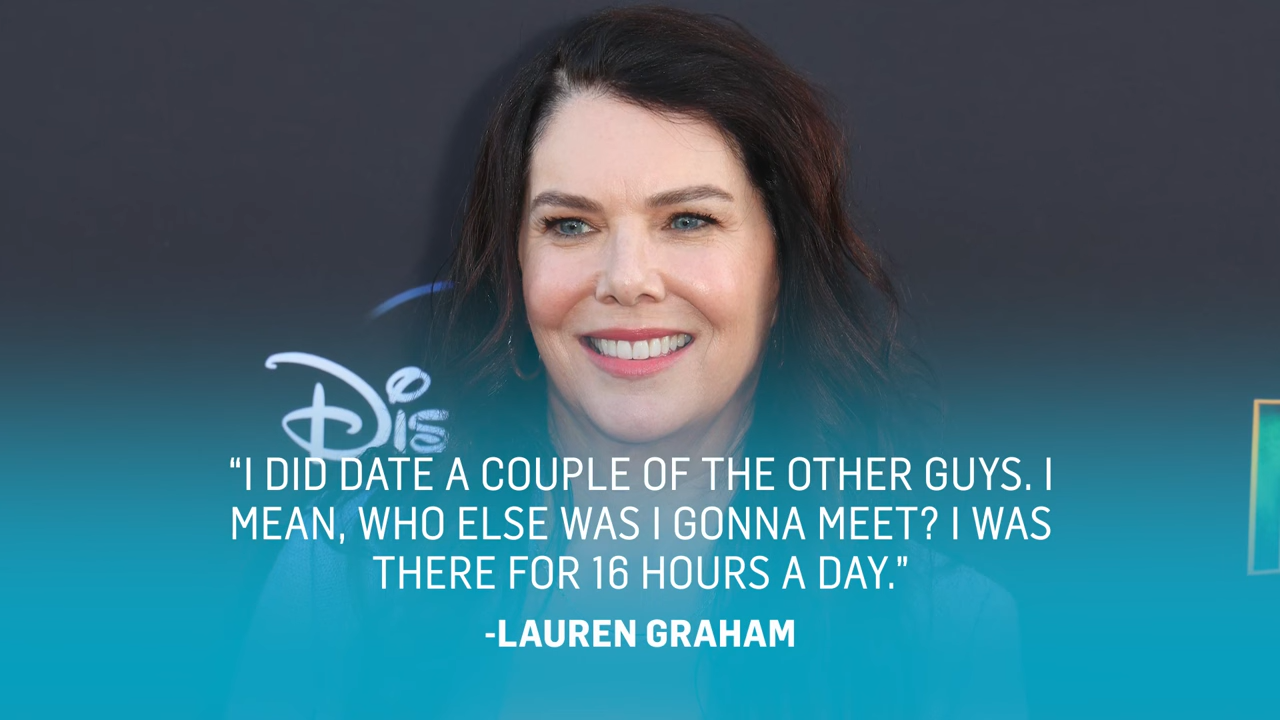 Dis
“I DID DATE A COUPLE OF THE OTHER GUYS. I
MEAN, WHO ELSE WAS I GONNA MEET? I WAS
THERE FOR 16 HOURS A DAY.”
-LAUREN GRAHAM